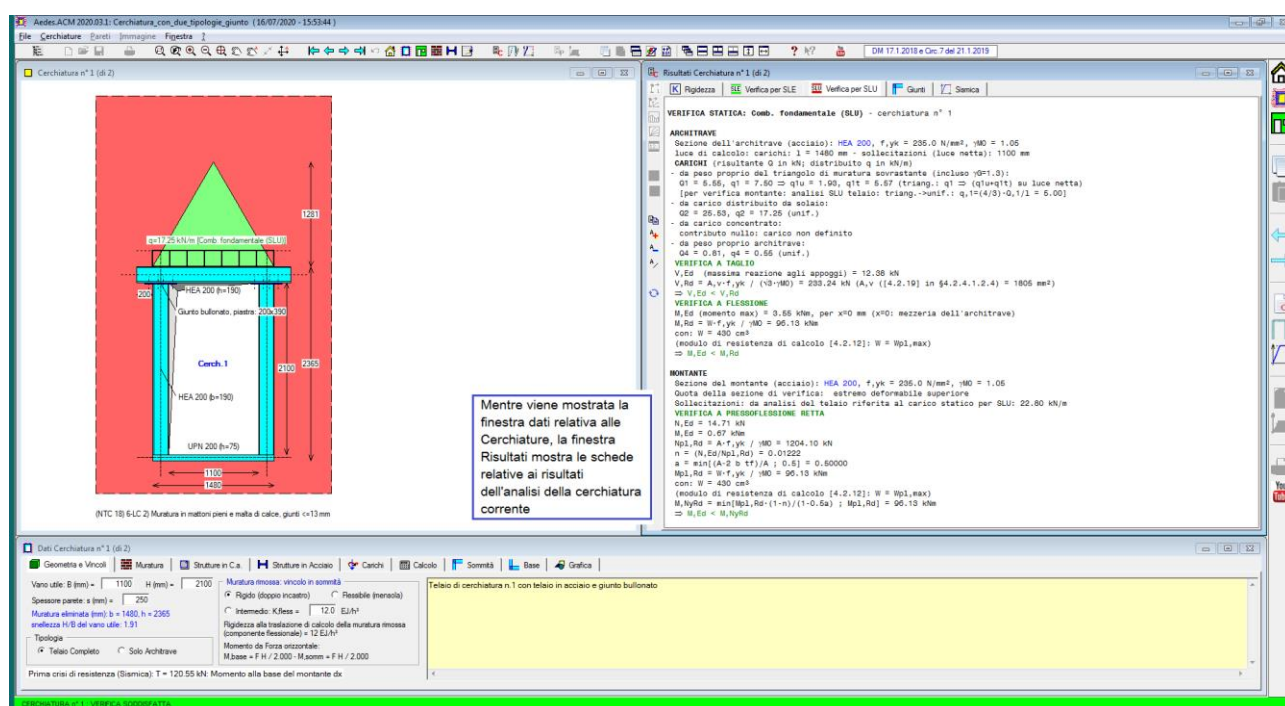 Aedes.ACM 2020.03.1: Cerchiatura_con_due_tipologie_giunto (16/07/2020 - 15:53:44 )
File Cerchiature Pareti Immagine Finestra ?
DM 17.1.2018 e Circ.7 del 21.1.2019
Cerchiatura n° 1 (di 2)
1281
q=17.25 kN/m [Comb. fondamentale (SLU)]
200
HEA 200 (h=190)
Giunto bullonato, piastra: 200x390
Cerch.1
2100
2365
HEA 200 (b=190)
UPN 200 (h=75)
1100
1480
(NTC 18) 6-LC 2) Muratura in mattoni pieni e malta di calce, giunti <=13 mm
Mentre viene mostrata la
finestra dati relativa alle
Cerchiature, la finestra
Risultati mostra le schede
relative ai risultati
dell'analisi della cerchiatura
corrente
Risultati Cerchiatura n° 1 (di 2)
K Rigidezza SLE Verifica per SLE SLU Verifica per SLU Giunti Sismica
VERIFICA STATICA: Comb. fondamentale (SLU) - cerchiatura n° 1
ARCHITRAVE
Sezione dell'architrave (acciaio): HEA 200, f,yk = 235.0 N/mm², γM0 = 1.05
luce di calcolo: carichi: l = 1480 mm - sollecitazioni (luce netta): 1100 mm
CARICHI (risultante Q in kN; distribuito q in kN/m)
- da peso proprio del triangolo di muratura sovrastante (incluso γG=1.3):
Q1 = 5.55, q1 = 7.50 ⇒ q1u = 1.93, q1t = 5.57 (triang.: q1 ⇒ (q1u+q1t) su luce netta)
[per verifica montante: analisi SLU telaio: triang.->unif.: q,1=(4/3)·Q,1/l = 5.00]
- da carico distribuito da solaio:
Q2 = 25.53, q2 = 17.25 (unif.)
- da carico concentrato:
contributo nullo: carico non definito
- da peso proprio architrave:
Q4 = 0.81, q4 = 0.55 (unif.)
VERIFICA A TAGLIO
V,Ed (massima reazione agli appoggi) = 12.38 kN
V,Rd = A,v·f,yk / (√3·γM0) = 233.24 kN (A,v ([4.2.19] in §4.2.4.1.2.4) = 1805 mm²)
⇒ V,Ed < V,Rd
VERIFICA A FLESSIONE
M,Ed (momento max) = 3.55 kNm, per x=0 mm (x=0: mezzeria dell'architrave)
M,Rd = W·f,yk / γM0 = 96.13 kNm
con: W = 430 cm³
(modulo di resistenza di calcolo [4.2.12]: W = Wpl,max)
⇒ M,Ed < M,Rd
MONTANTE
Sezione del montante (acciaio): HEA 200, f,yk = 235.0 N/mm², γM0 = 1.05
Quota della sezione di verifica: estremo deformabile superiore
Sollecitazioni: da analisi del telaio riferita al carico statico per SLU: 22.80 kN/m
VERIFICA A PRESSOFLESSIONE RETTA
N,Ed = 14.71 kN
M,Ed = 0.67 kNm
Npl,Rd = A·f,yk / γM0 = 1204.10 kN
n = (N,Ed/Npl,Rd) = 0.01222
a = min[(A-2 b tf)/A ; 0.5] = 0.50000
Mpl,Rd = W·f,yk / γM0 = 96.13 kNm
con: W = 430 cm³
(modulo di resistenza di calcolo [4.2.12]: W = Wpl,max)
M,NyRd = min[Mpl,Rd·(1-n)/(1-0.5a) ; Mpl,Rd] = 96.13 kNm
⇒ M,Ed < M,NyRd
You
Tube
Dati Cerchiatura n° 1 (di 2)
Geometria e Vincoli Muratura Strutture in C.a. Strutture in Acciaio Carichi Calcolo Sommità Base Grafica
Vano utile: B (mm) = 1100 H (mm) = 2100
Spessore parete: s (mm) = 250
Muratura eliminata (mm): b = 1480, h = 2365
snellezza H/B del vano utile: 1.91
Tipologia
Telaio Completo Solo Architrave
Muratura rimossa: vincolo in sommità
Rigido (doppio incastro) Flessibile (mensola)
Intermedio: K,fless = 12.0 EJ/h³
Rigidezza alla traslazione di calcolo della muratura rimossa
(componente flessionale) = 12 EJ/h³
Momento da Forza orizzontale:
M,base = F H / 2.000 - M,somm = F H / 2.000
Prima crisi di resistenza (Sismica): T = 120.55 kN: Momento alla base del montante dx
Telaio di cerchiatura n.1 con telaio in acciaio e giunto bullonato
CERCHIATURA n° 1 : VERIFICA SODDISFATTA